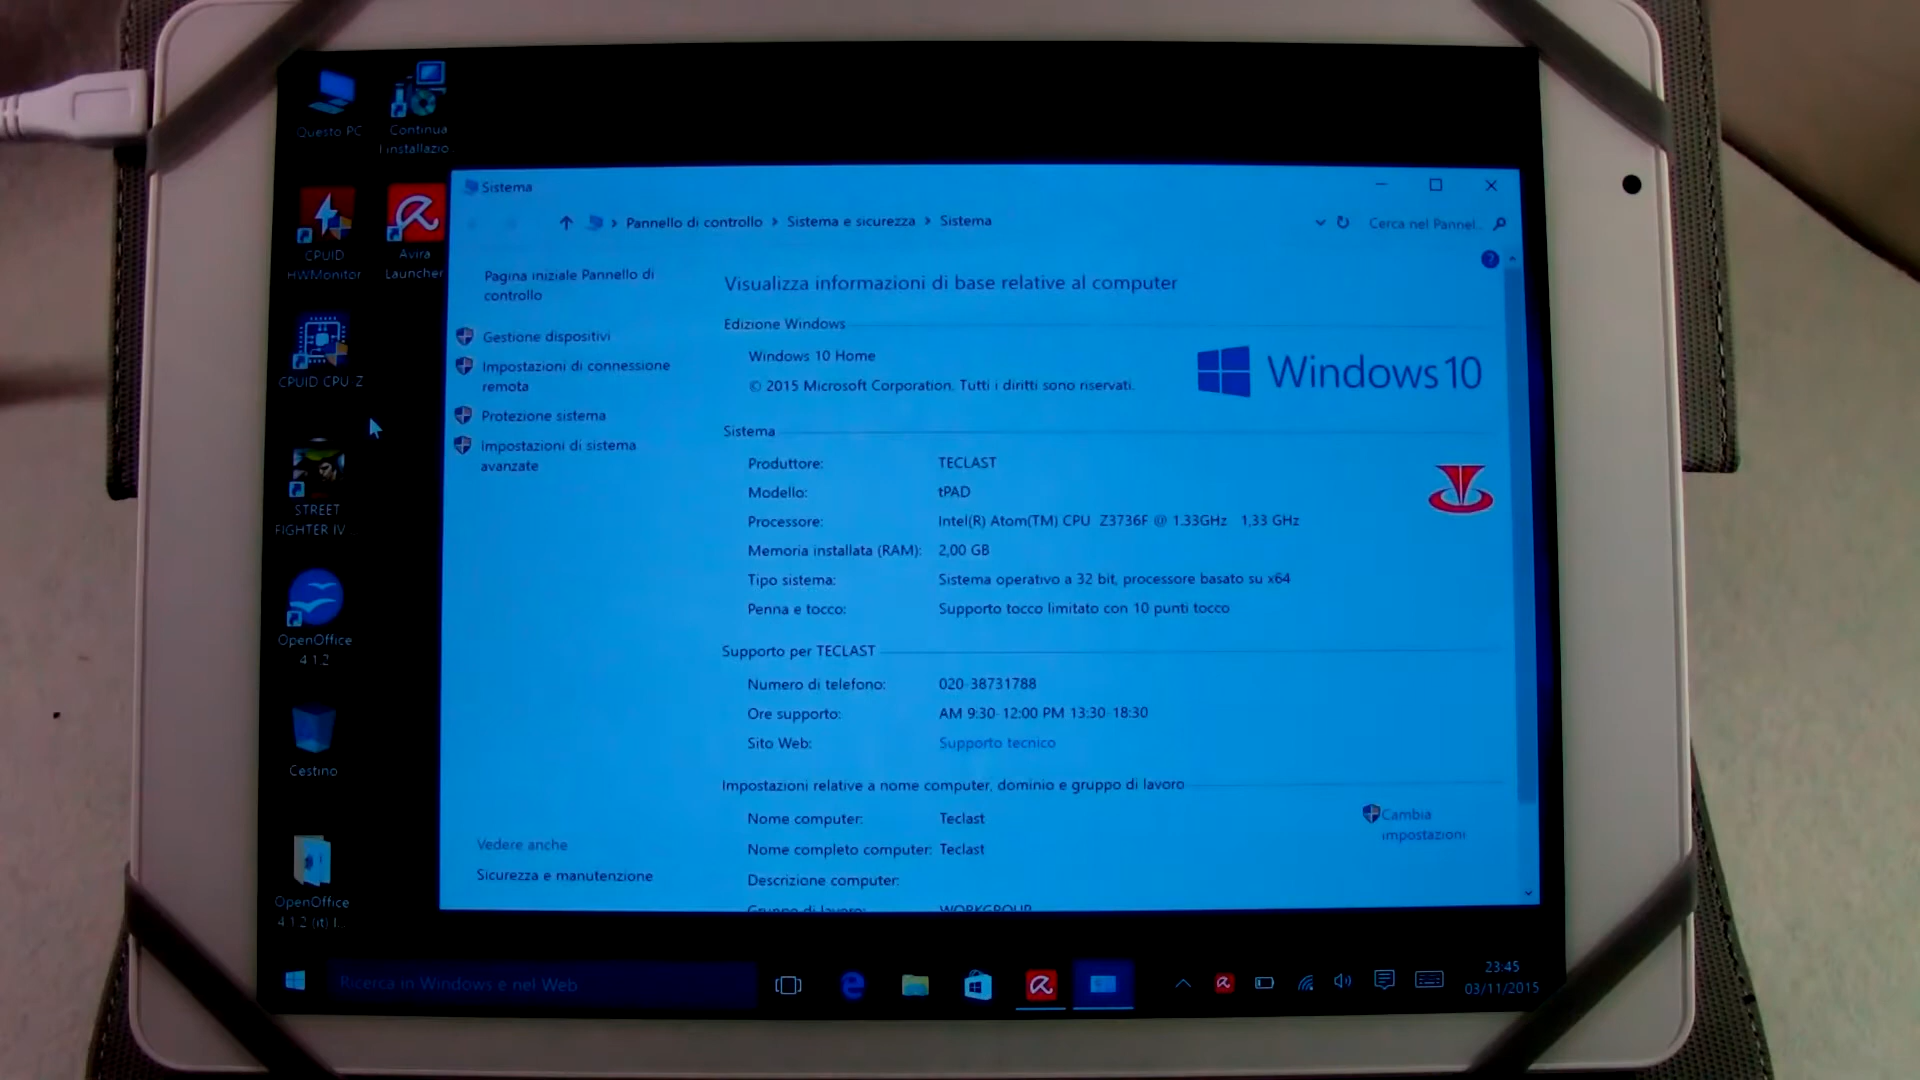 Questo PC
Continua
l'installazio...
CPUID
HWMonitor
Avira
Launcher
CPUID CPU-Z
STREET
FIGHTER IV ...
OpenOffice
4.1.2
Cestino
OpenOffice
4.1.2 (it) I...
Sistema
Pannello di controllo > Sistema e sicurezza > Sistema
Cerca nel Pannel...
Pagina iniziale Pannello di
controllo
Gestione dispositivi
Impostazioni di connessione
remota
Protezione sistema
Impostazioni di sistema
avanzate
Vedere anche
Sicurezza e manutenzione
Visualizza informazioni di base relative al computer
Edizione Windows
Windows 10 Home
© 2015 Microsoft Corporation. Tutti i diritti sono riservati.
Windows 10
Sistema
Produttore: TECLAST
Modello: tPAD
Processore: Intel(R) Atom(TM) CPU Z3736F @ 1.33GHz 1,33 GHz
Memoria installata (RAM): 2,00 GB
Tipo sistema: Sistema operativo a 32 bit, processore basato su x64
Penna e tocco: Supporto tocco limitato con 10 punti tocco
Supporto per TECLAST
Numero di telefono: 020-38731788
Ore supporto: AM 9:30-12:00 PM 13:30-18:30
Sito Web: Supporto tecnico
Impostazioni relative a nome computer, dominio e gruppo di lavoro
Nome computer: Teclast
Cambia
impostazioni
Nome completo computer: Teclast
Descrizione computer:
Gruppo di lavoro: WORKGROUP
Ricerca in Windows e nel Web
23:45
03/11/2015